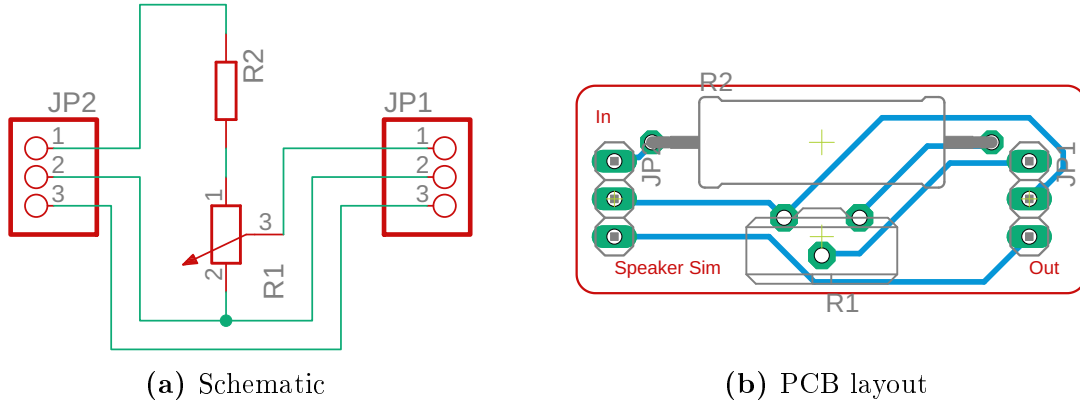 R2
JP2
JP1
1
2
3
1
2
3
1
3
2
R1
(a) Schematic
R2
In
JP
JP1
Speaker Sim
Out
R1
(b) PCB layout